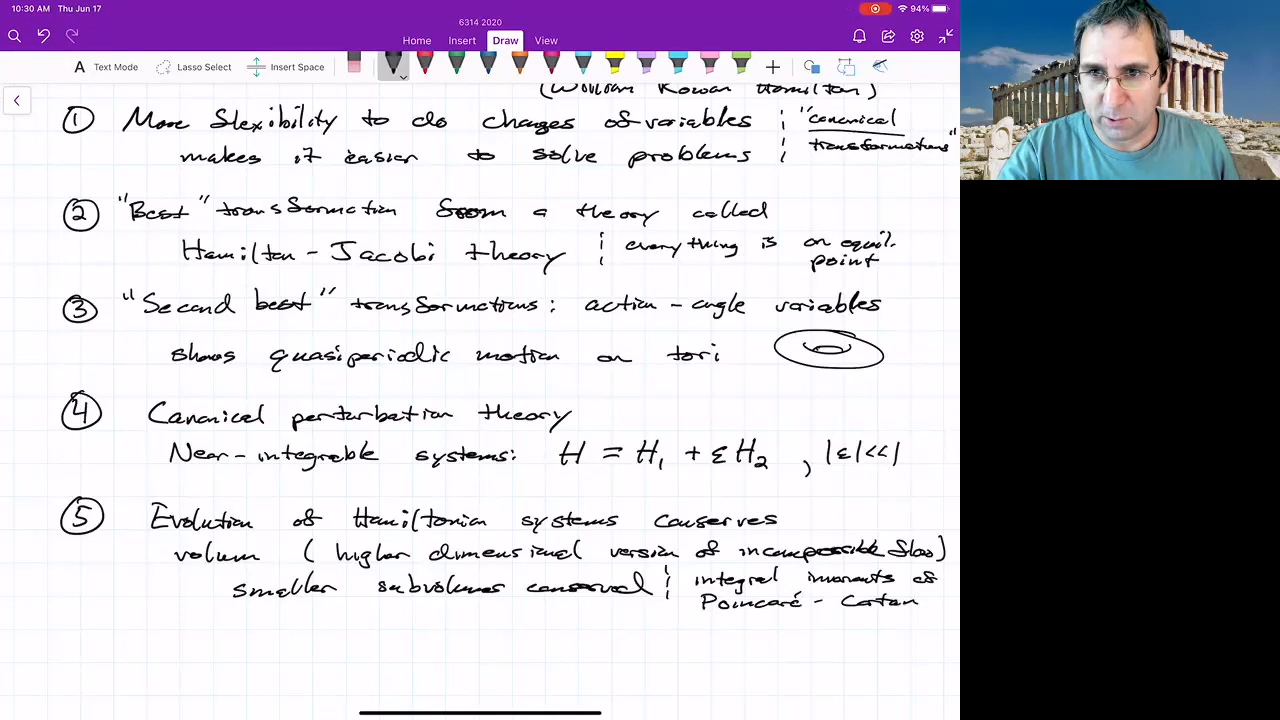 10:30 AM Thu Jun 17
94%
6314 2020
Home Insert Draw View
Text Mode Lasso Select Insert Space
(William Rowan Hamilton)
① More flexibility to do changes of variables "canonical
makes it easier to solve problems transformations"
② "Best" transformation from a theory called
Hamilton - Jacobi theory everything is an equil.
point
③ "Second best" transformations: action - angle variables
shows quasiperiodic motion on tori
④ Canonical perturbation theory
Near-integrable systems: H = H₁ + εH₂ , |ε|<<1
⑤ Evolution of Hamiltonian systems conserves
volum (higher dimensional version of incompressible flow)
smaller subvolumes conserved integral invariants of
Poincaré - Cartan